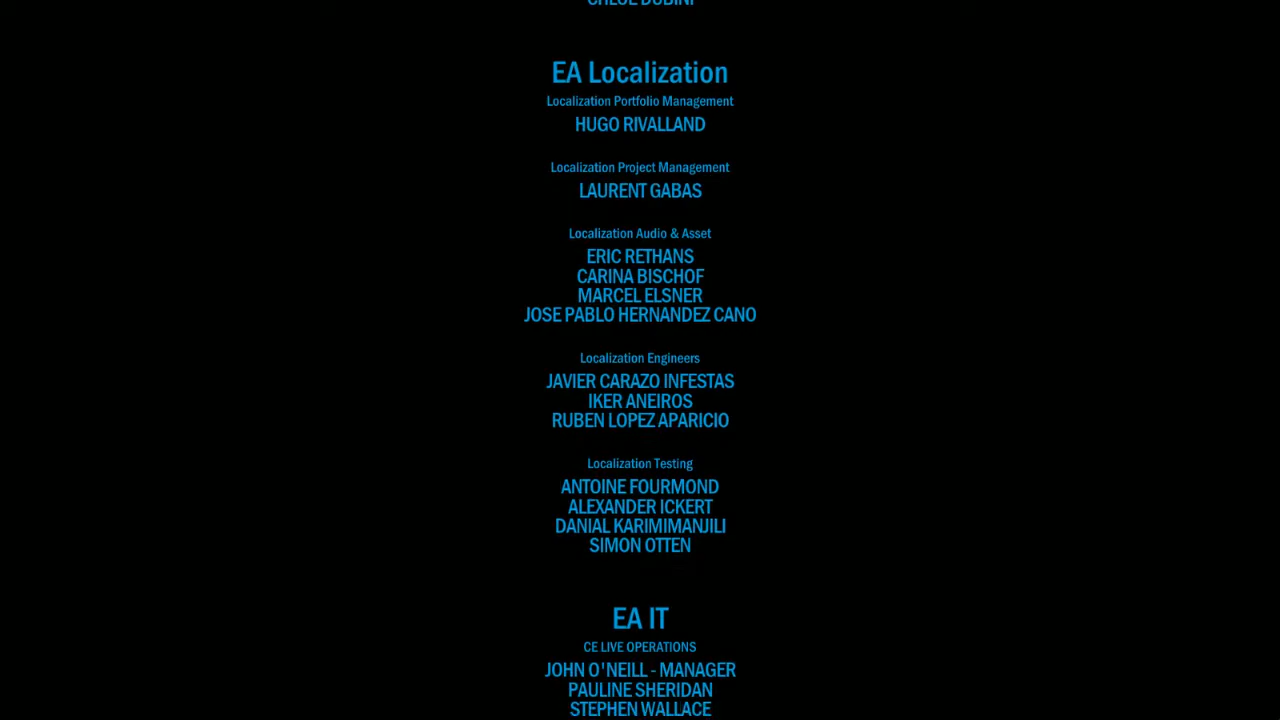 CHLOE DUBINI
EA Localization
Localization Portfolio Management
HUGO RIVALLAND
Localization Project Management
LAURENT GABAS
Localization Audio & Asset
ERIC RETHANS
CARINA BISCHOF
MARCEL ELSNER
JOSE PABLO HERNANDEZ CANO
Localization Engineers
JAVIER CARAZO INFESTAS
IKER ANEIROS
RUBEN LOPEZ APARICIO
Localization Testing
ANTOINE FOURMOND
ALEXANDER ICKERT
DANIAL KARIMIMANJILI
SIMON OTTEN
EA IT
CE LIVE OPERATIONS
JOHN O'NEILL - MANAGER
PAULINE SHERIDAN
STEPHEN WALLACE